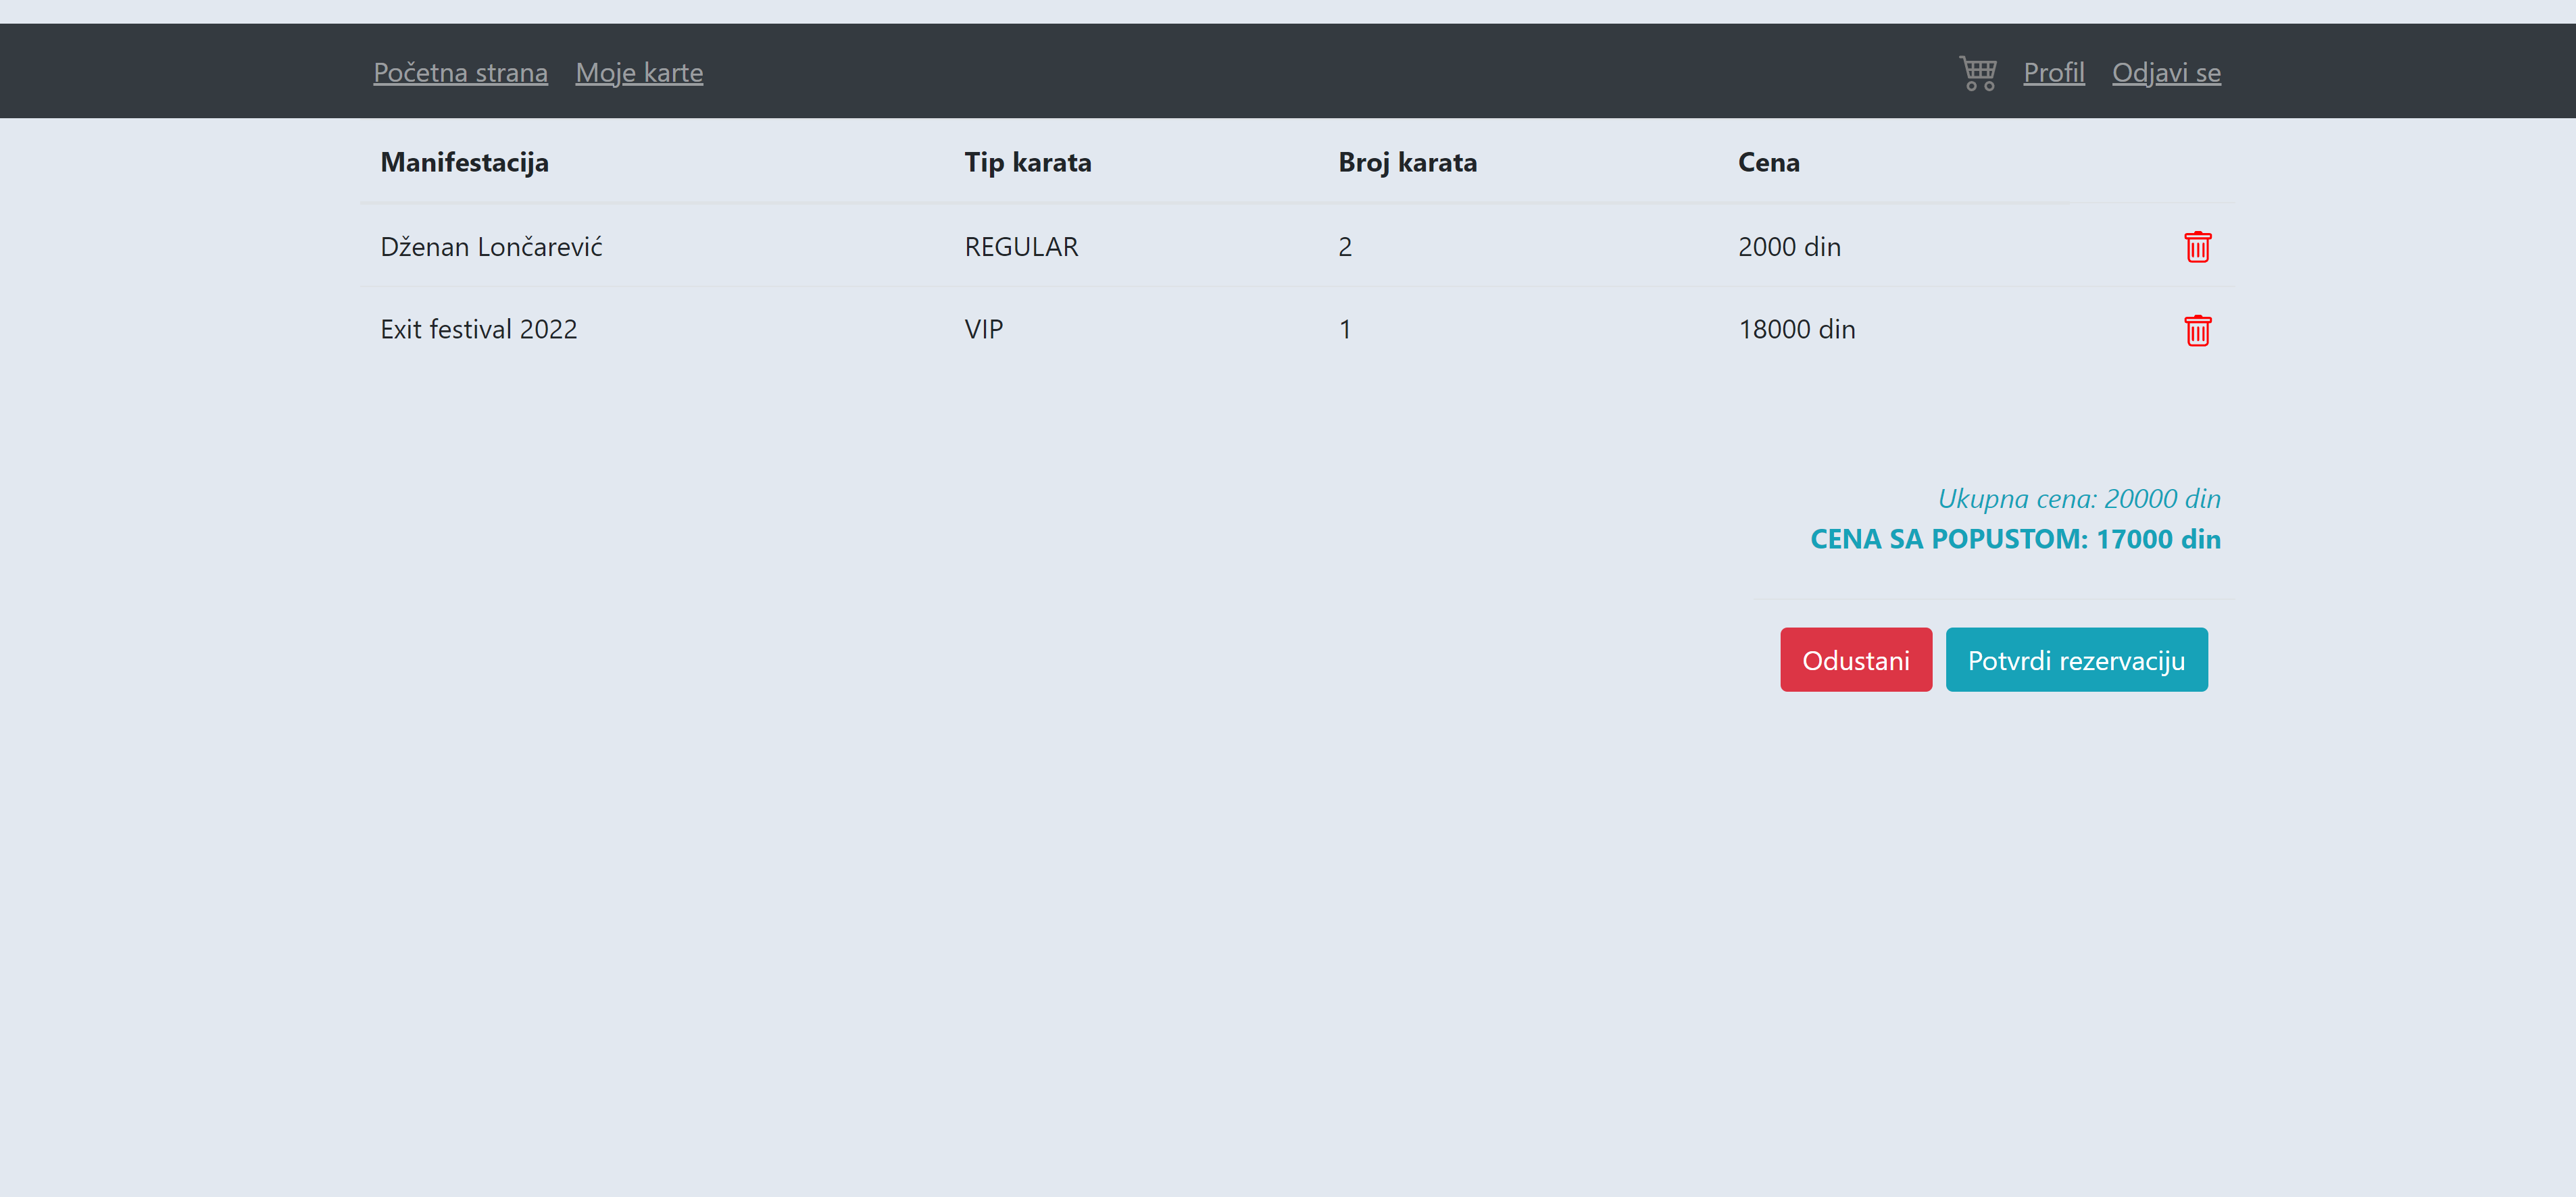 Početna strana Moje karte Profil Odjavi se
Manifestacija Tip karata Broj karata Cena
Dženan Lončarević REGULAR 2 2000 din
Exit festival 2022 VIP 1 18000 din
Ukupna cena: 20000 din
CENA SA POPUSTOM: 17000 din
Odustani Potvrdi rezervaciju